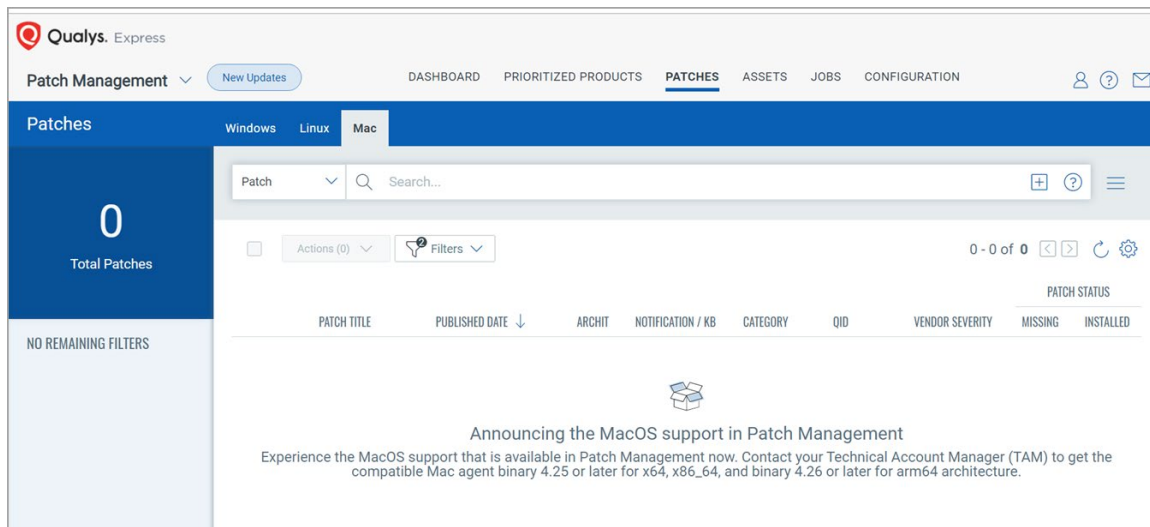 Qualys. Express
Patch Management
New Updates
DASHBOARD PRIORITIZED PRODUCTS PATCHES ASSETS JOBS CONFIGURATION
Patches
Windows Linux Mac
Patch Search...
0
Total Patches
Actions (0) 2 Filters 0 - 0 of 0
PATCH STATUS
PATCH TITLE PUBLISHED DATE ARCHIT NOTIFICATION / KB CATEGORY QID VENDOR SEVERITY MISSING INSTALLED
NO REMAINING FILTERS
Announcing the MacOS support in Patch Management
Experience the MacOS support that is available in Patch Management now. Contact your Technical Account Manager (TAM) to get the
compatible Mac agent binary 4.25 or later for x64, x86_64, and binary 4.26 or later for arm64 architecture.